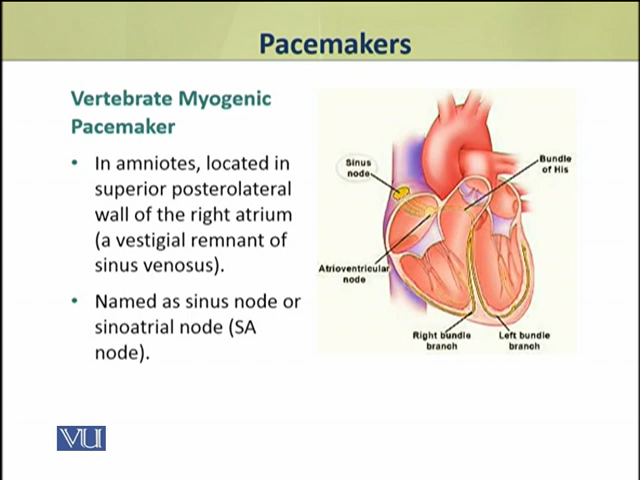 Pacemakers
Vertebrate Myogenic
Pacemaker
• In amniotes, located in
superior posterolateral
wall of the right atrium
(a vestigial remnant of
sinus venosus).
• Named as sinus node or
sinoatrial node (SA
node).
Sinus
node
Bundle
of His
Atrioventricular
node
Right bundle
branch
Left bundle
branch
VU